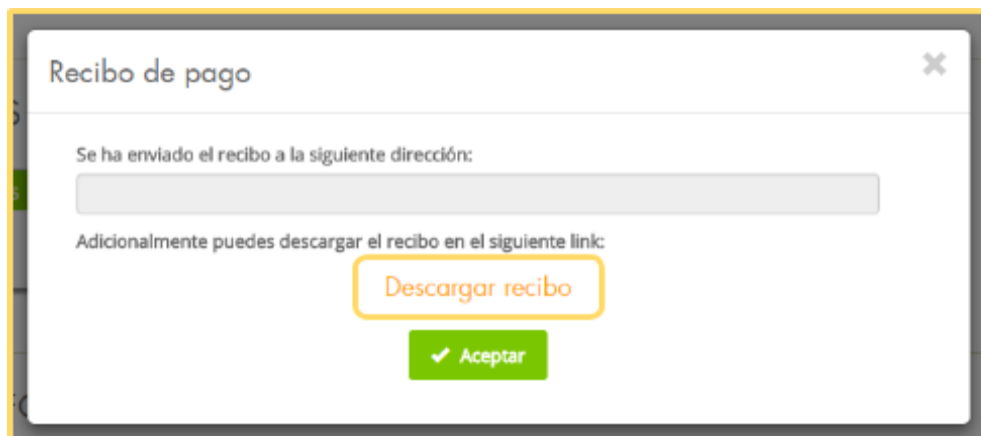 Recibo de pago
Se ha enviado el recibo a la siguiente dirección:
Adicionalmente puedes descargar el recibo en el siguiente link:
Descargar recibo
Aceptar